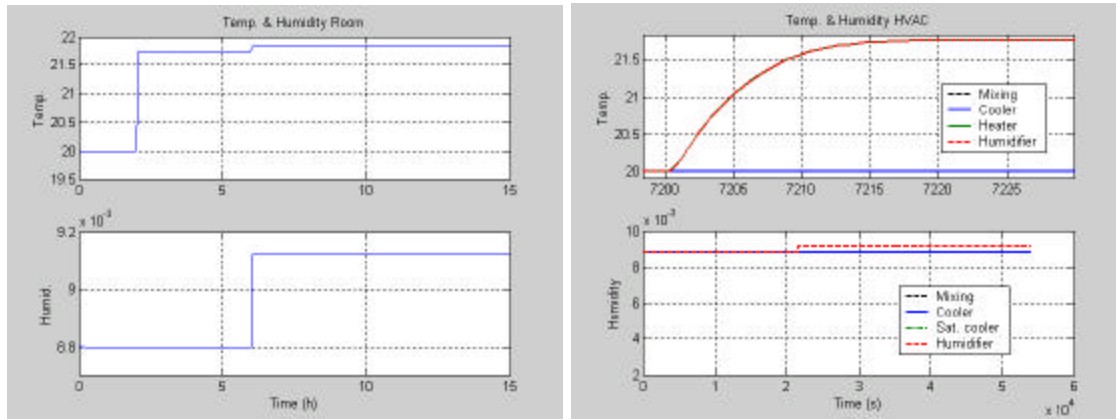 Temp. & Humidity Room
22
21.5
21
20.5
20
19.5
Temp.
0 5 10 15
x 10⁻³
9.2
9
8.8
Humid.
0 5 10 15
Time (h)
Temp. & Humidity HVAC
21.5
21
20.5
20
Temp.
Mixing
Cooler
Heater
Humidifier
7200 7205 7210 7215 7220 7225
x 10⁻³
10
8
6
4
2
Humidity
Mixing
Cooler
Sat. cooler
Humidifier
0 1 2 3 4 5 6
Time (s)
x 10⁴